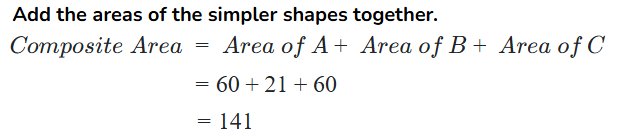 Add the areas of the simpler shapes together.
Composite Area = Area of A + Area of B + Area of C
= 60 + 21 + 60
= 141